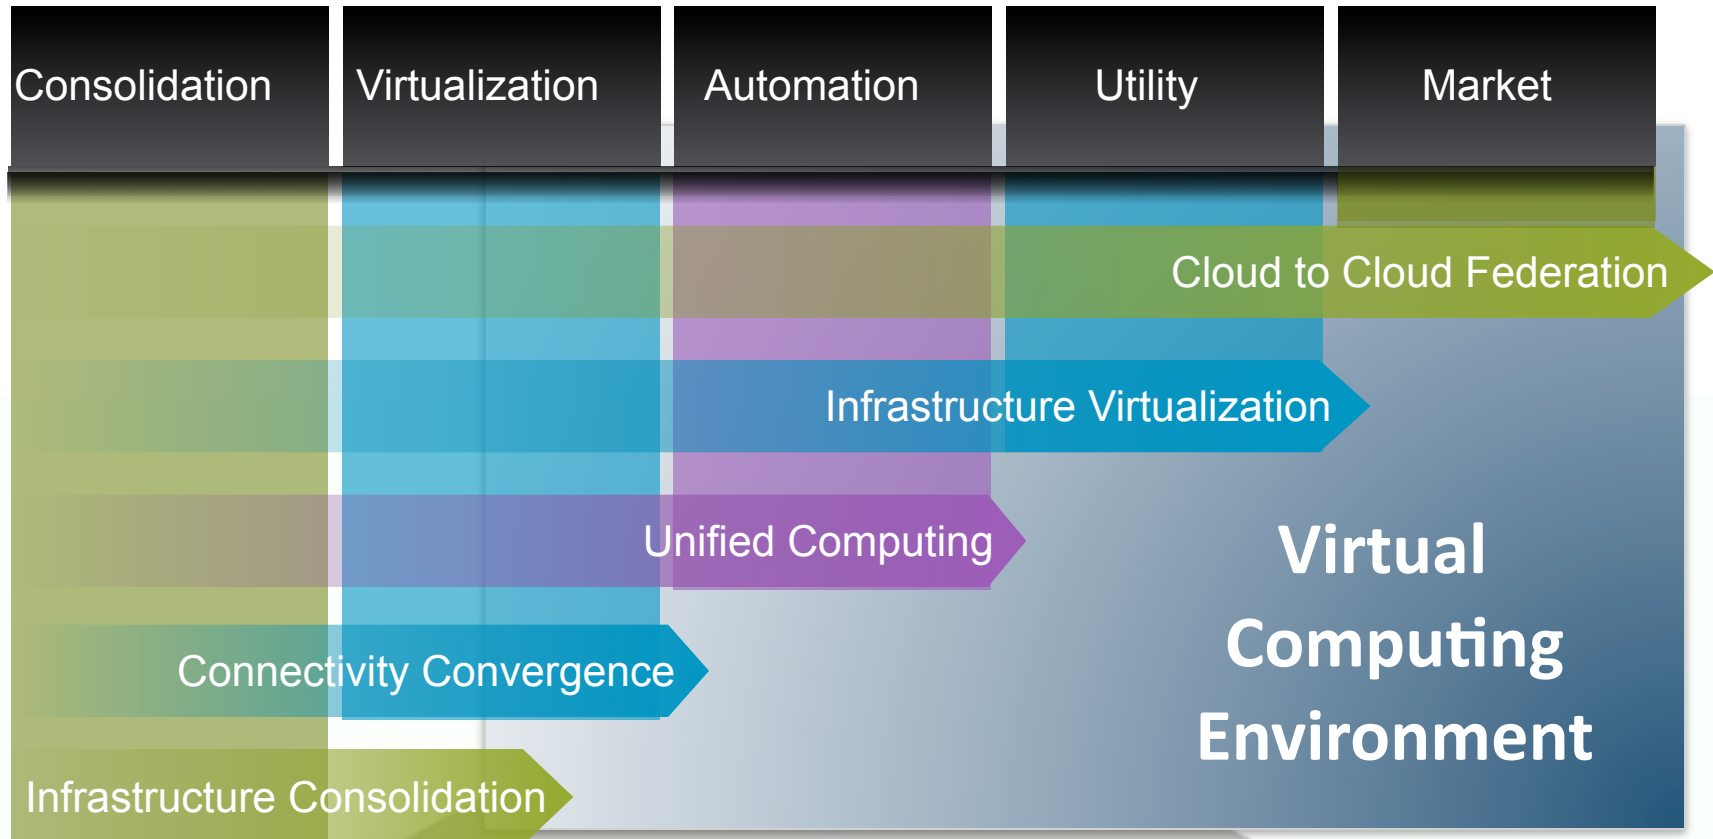 Consolidation
Virtualization
Automation
Utility
Market
Cloud to Cloud Federation
Infrastructure Virtualization
Unified Computing
Connectivity Convergence
Infrastructure Consolidation
Virtual
Computing
Environment